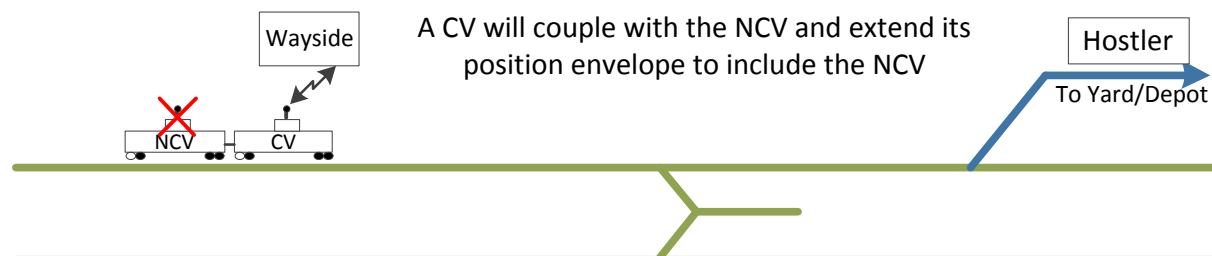 A CV will couple with the NCV and extend its
position envelope to include the NCV
Wayside
Hostler
To Yard/Depot
NCV
CV